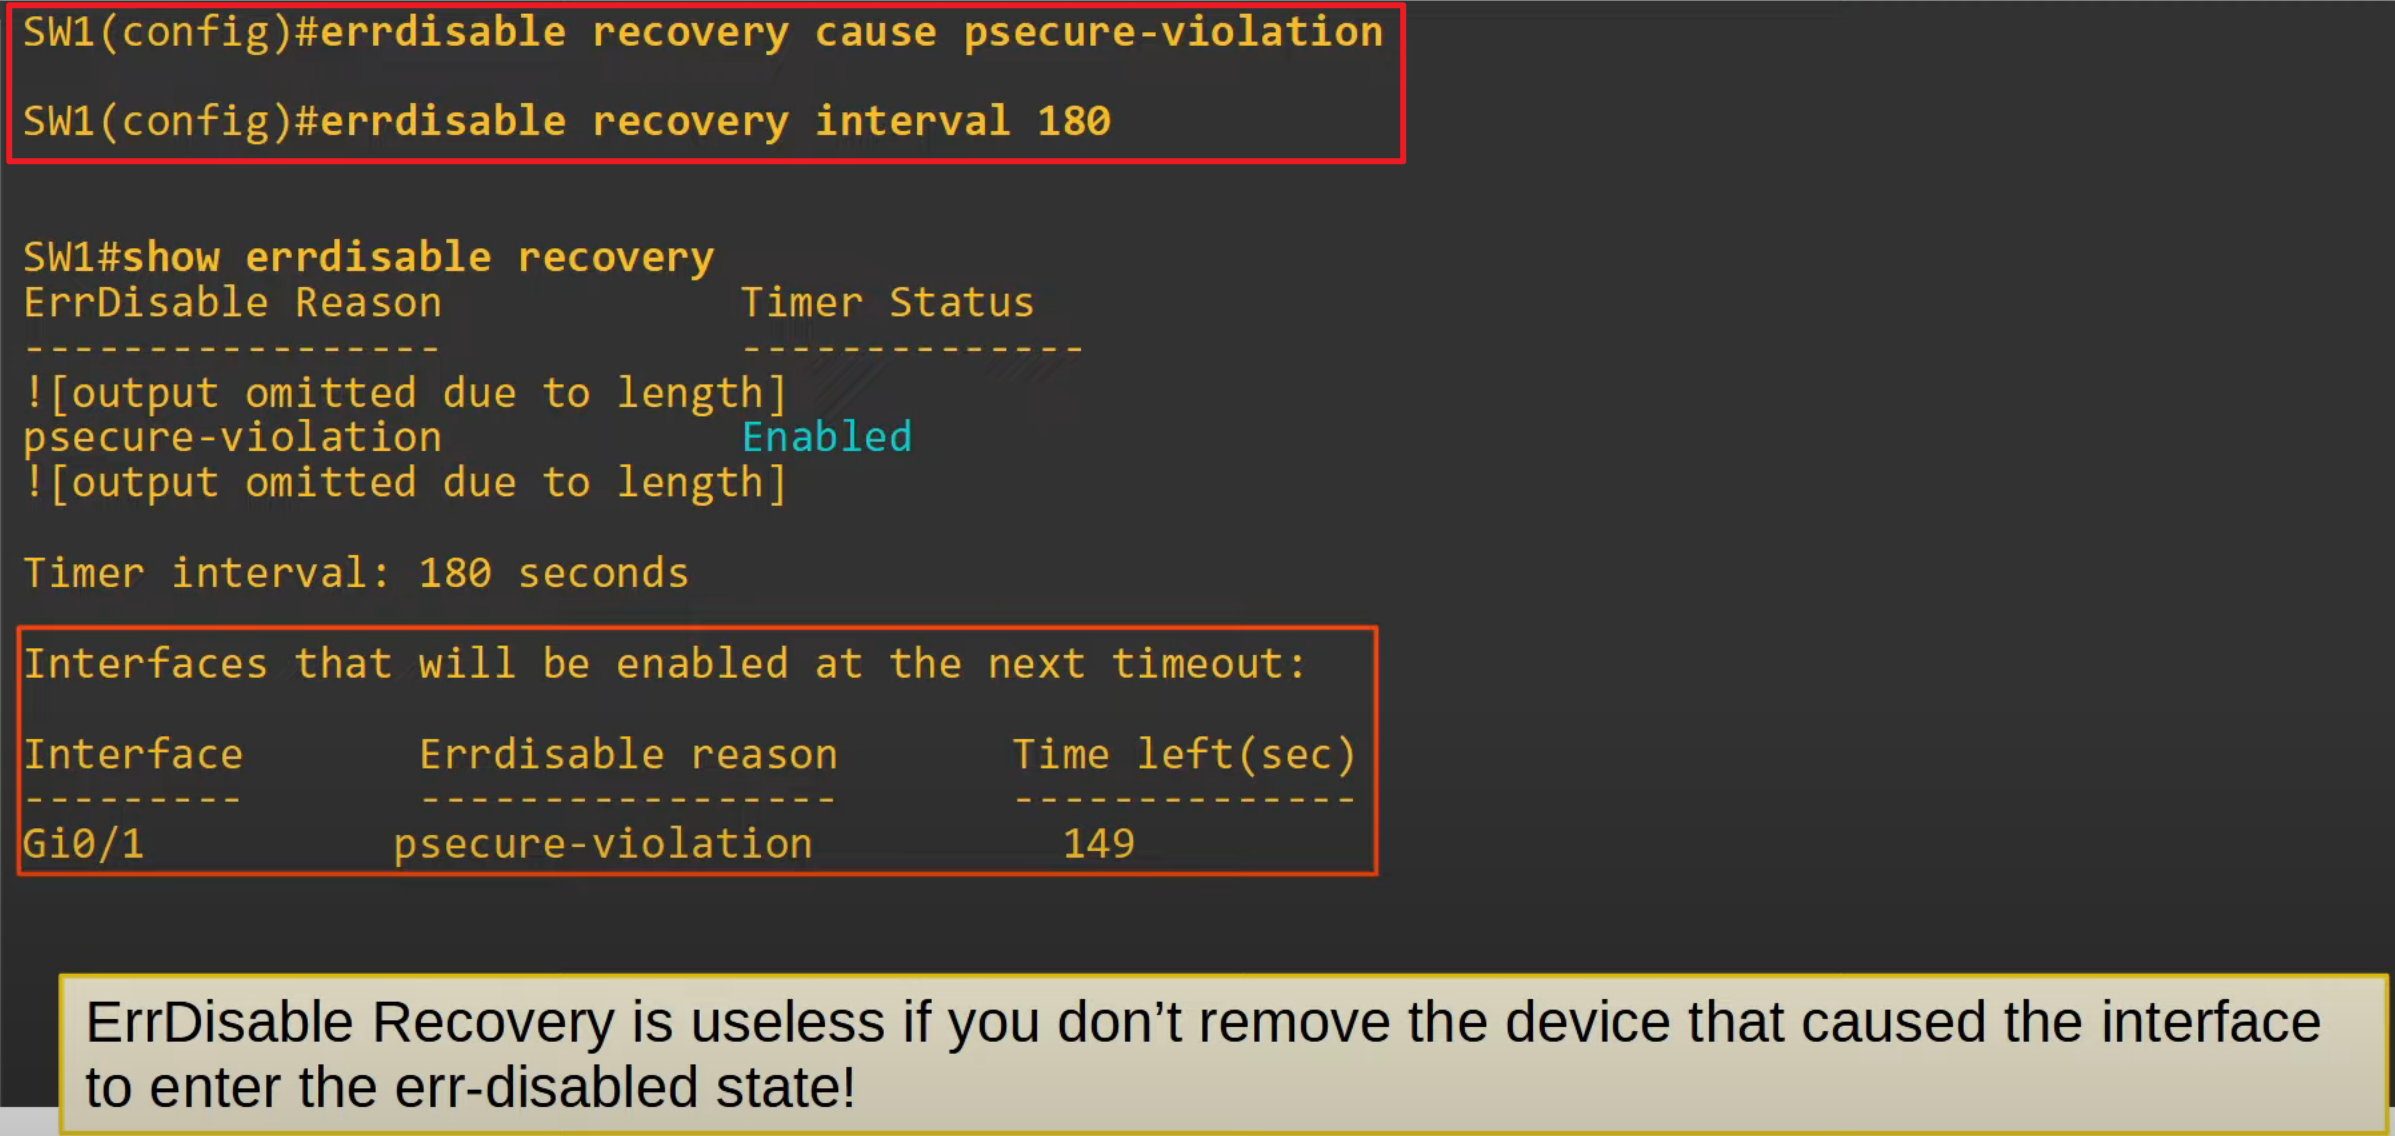 SW1(config)#errdisable recovery cause psecure-violation
SW1(config)#errdisable recovery interval 180
SW1#show errdisable recovery
ErrDisable Reason            Timer Status
-----------------            --------------
![output omitted due to length]
psecure-violation            Enabled
![output omitted due to length]
Timer interval: 180 seconds
Interfaces that will be enabled at the next timeout:
Interface       Errdisable reason       Time left(sec)
---------       -----------------       --------------
Gi0/1          psecure-violation          149
ErrDisable Recovery is useless if you don’t remove the device that caused the interface
to enter the err-disabled state!